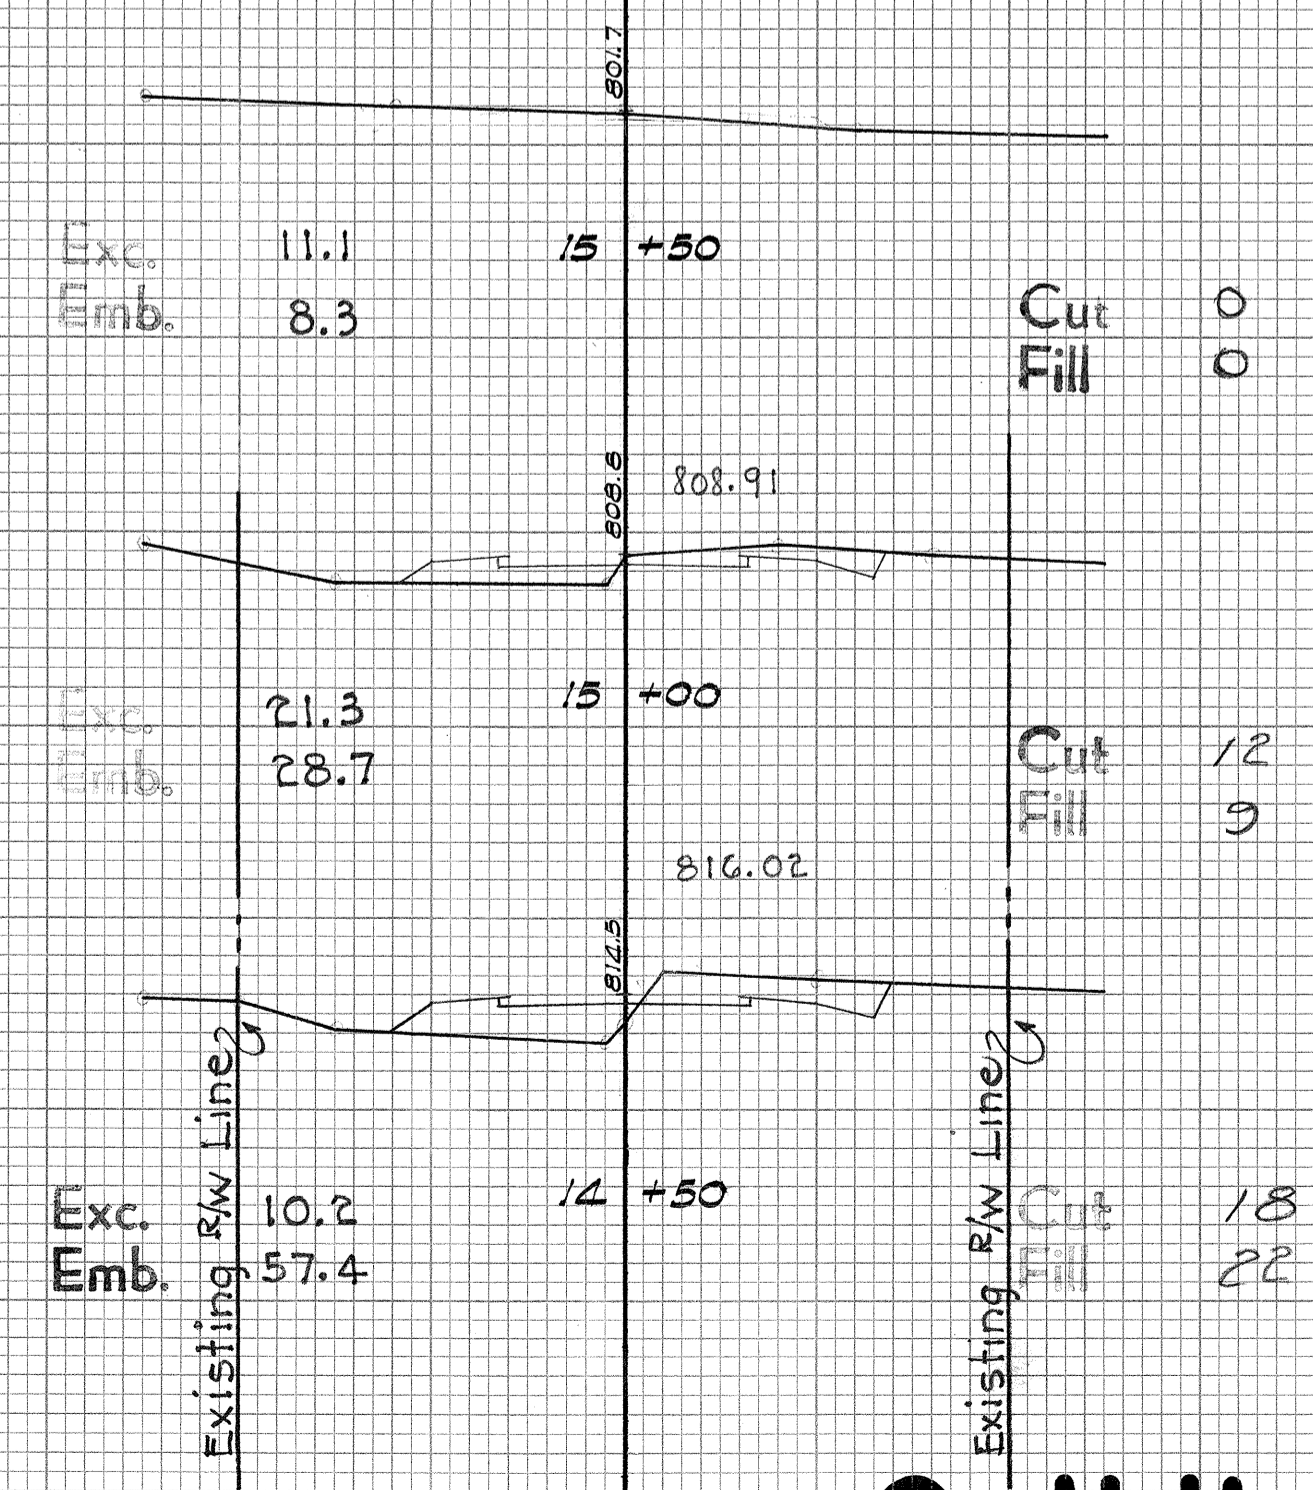 801.7
Exc. 11.1
15 +50
Emb. 8.3
Cut 0
Fill 0
808.8
808.91
Exc. 21.3
15 +00
Emb. 28.7
Cut 12
Fill 9
816.02
814.5
Existing R/W Line
Existing R/W Line
Exc. 10.2
14 +50
Cut 18
Emb. 57.4
Fill 22